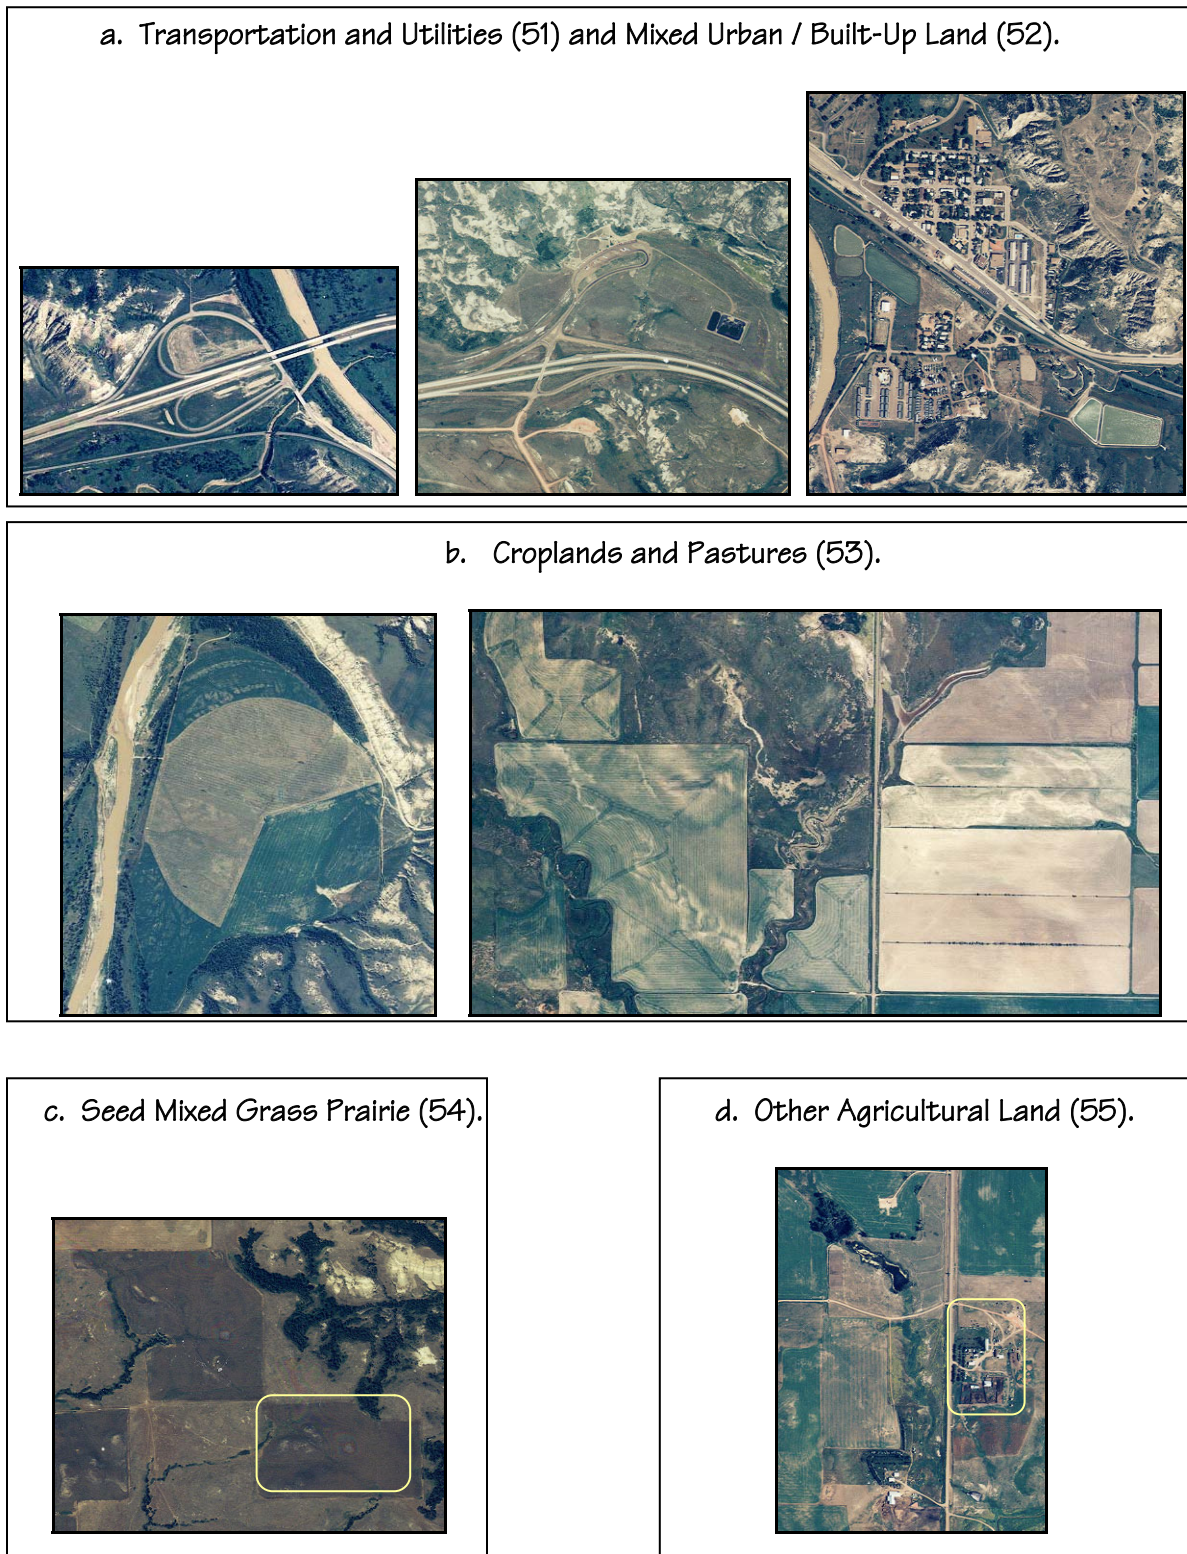 a. Transportation and Utilities (51) and Mixed Urban / Built-Up Land (52).
b. Croplands and Pastures (53).
c. Seed Mixed Grass Prairie (54).
d. Other Agricultural Land (55).